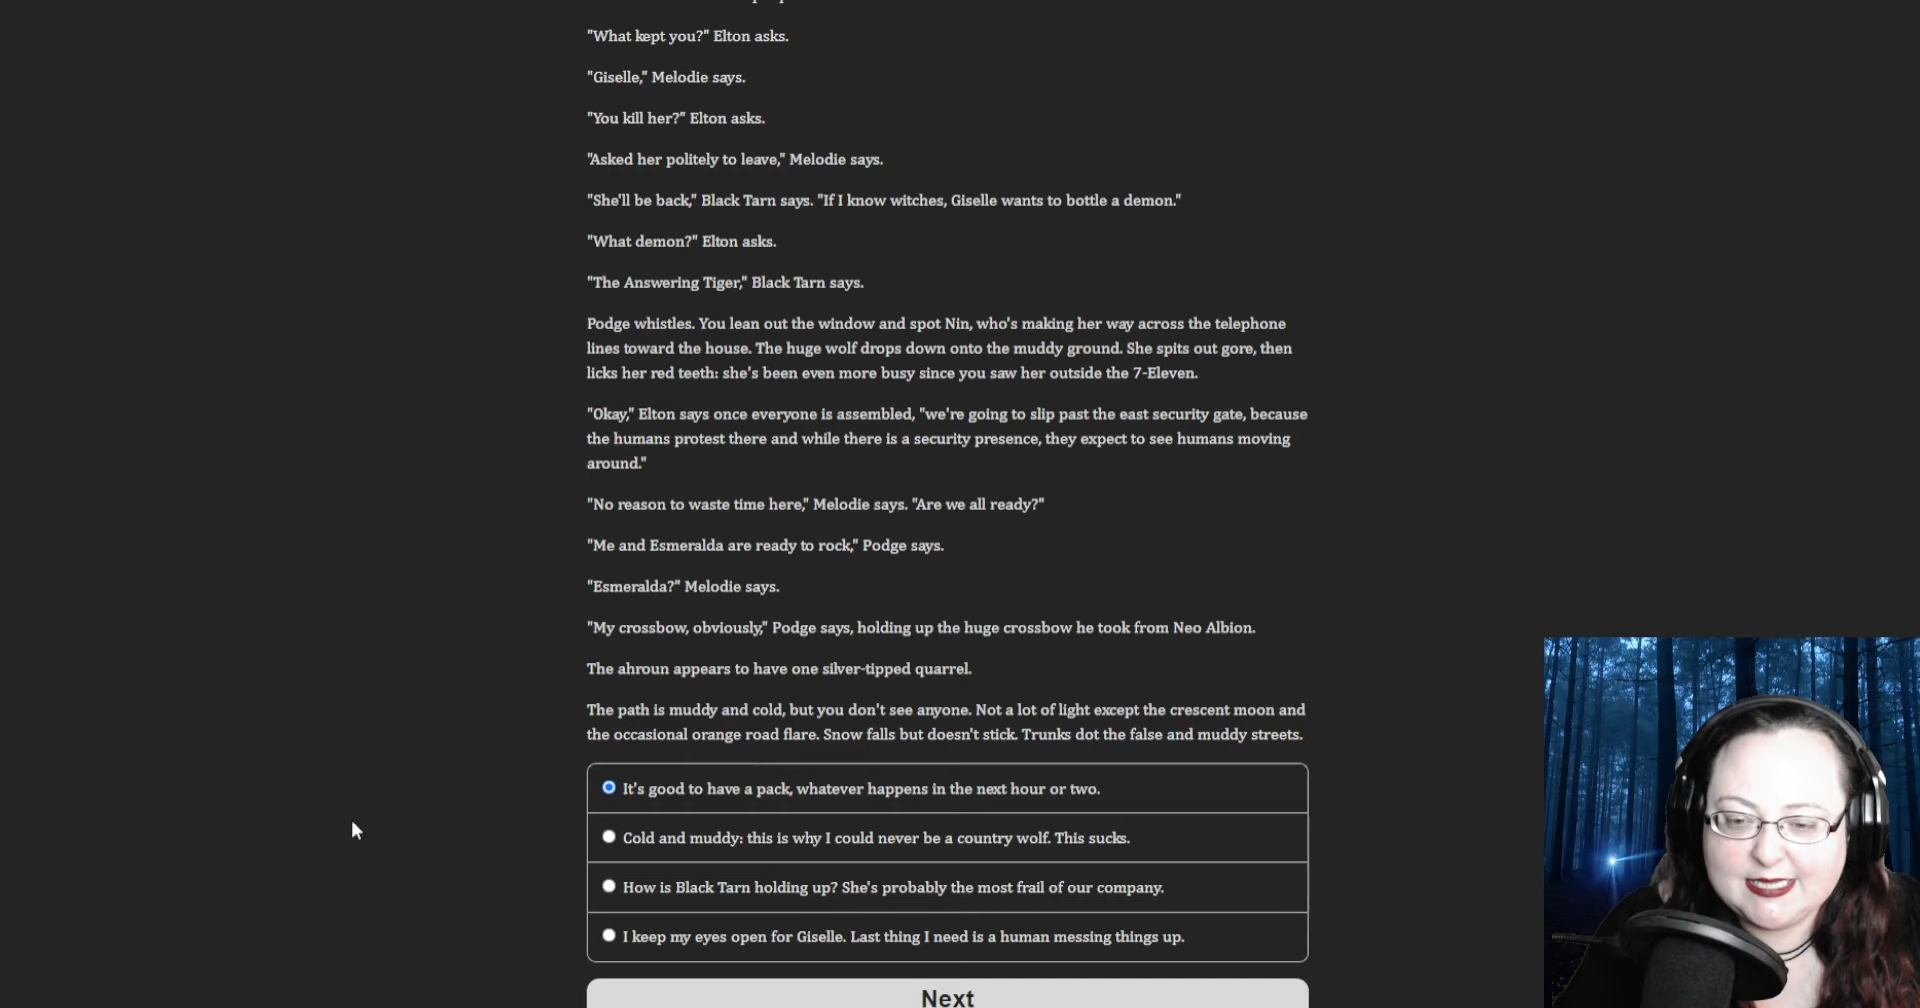 "What kept you?" Elton asks.
"Giselle," Melodie says.
"You kill her?" Elton asks.
"Asked her politely to leave," Melodie says.
"She'll be back," Black Tarn says. "If I know witches, Giselle wants to bottle a demon."
"What demon?" Elton asks.
"The Answering Tiger," Black Tarn says.
Podge whistles. You lean out the window and spot Nin, who's making her way across the telephone
lines toward the house. The huge wolf drops down onto the muddy ground. She spits out gore, then
licks her red teeth: she's been even more busy since you saw her outside the 7-Eleven.
"Okay," Elton says once everyone is assembled, "we're going to slip past the east security gate, because
the humans protest there and while there is a security presence, they expect to see humans moving
around."
"No reason to waste time here," Melodie says. "Are we all ready?"
"Me and Esmeralda are ready to rock," Podge says.
"Esmeralda?" Melodie says.
"My crossbow, obviously," Podge says, holding up the huge crossbow he took from Neo Albion.
The ahroun appears to have one silver-tipped quarrel.
The path is muddy and cold, but you don't see anyone. Not a lot of light except the crescent moon and
the occasional orange road flare. Snow falls but doesn't stick. Trunks dot the false and muddy streets.
It's good to have a pack, whatever happens in the next hour or two.
Cold and muddy: this is why I could never be a country wolf. This sucks.
How is Black Tarn holding up? She's probably the most frail of our company.
I keep my eyes open for Giselle. Last thing I need is a human messing things up.
Next